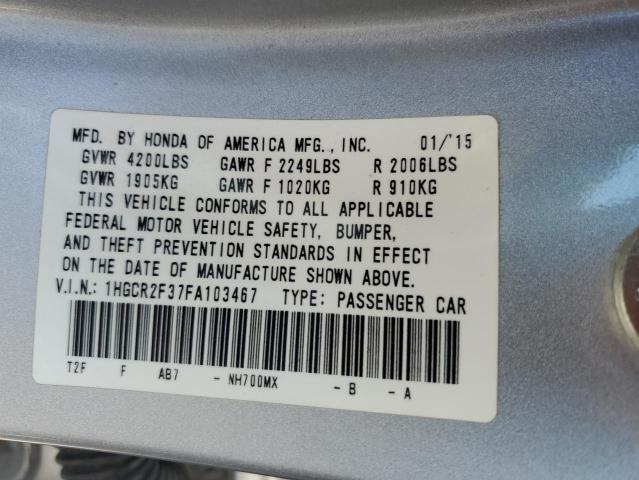 MFD. BY HONDA OF AMERICA MFG., INC. 01/'15
GVWR 4200LBS GAWR F 2249LBS R 2006LBS
GVWR 1905KG GAWR F 1020KG R 910KG
THIS VEHICLE CONFORMS TO ALL APPLICABLE
FEDERAL MOTOR VEHICLE SAFETY, BUMPER,
AND THEFT PREVENTION STANDARDS IN EFFECT
ON THE DATE OF MANUFACTURE SHOWN ABOVE.
V.I.N.: 1HGCR2F37FA103467 TYPE: PASSENGER CAR
T2F F AB7 - NH700MX - B - A